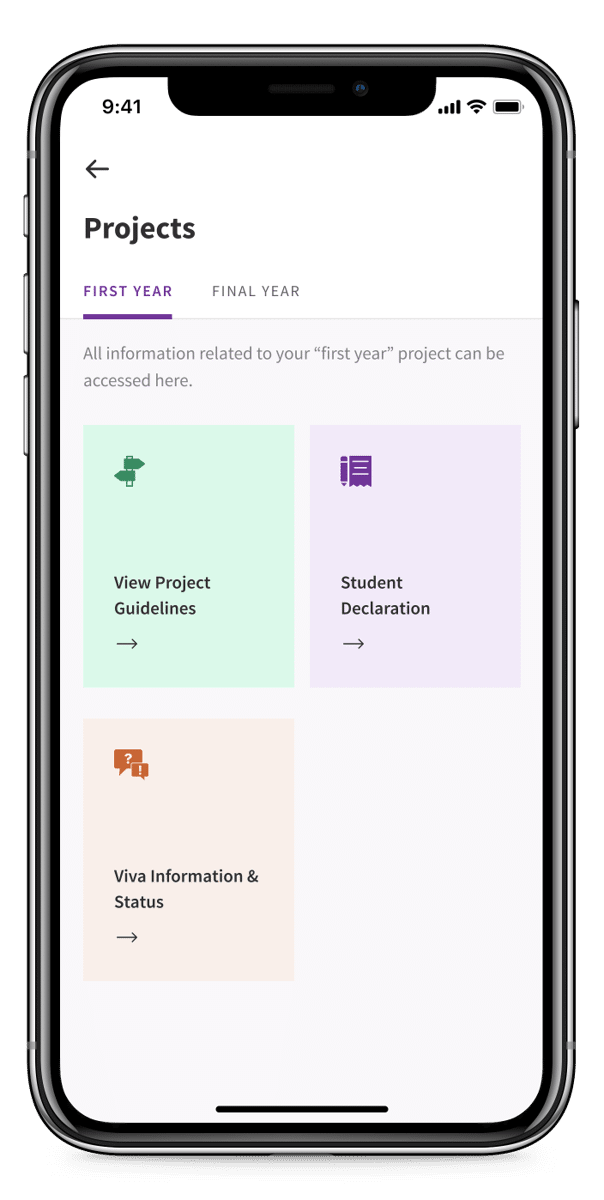 9:41
Projects
FIRST YEAR FINAL YEAR
All information related to your “first year” project can be
accessed here.
View Project
Guidelines
Student
Declaration
? !
Viva Information &
Status